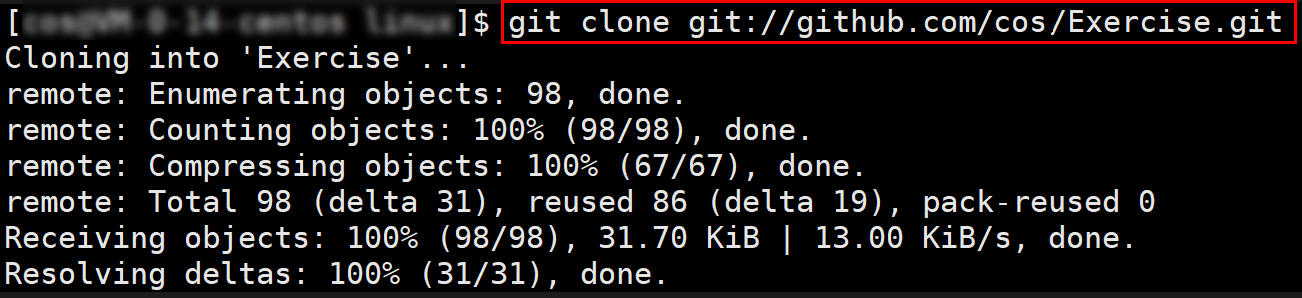 [ ]$ git clone git://github.com/cos/Exercise.git
Cloning into 'Exercise'...
remote: Enumerating objects: 98, done.
remote: Counting objects: 100% (98/98), done.
remote: Compressing objects: 100% (67/67), done.
remote: Total 98 (delta 31), reused 86 (delta 19), pack-reused 0
Receiving objects: 100% (98/98), 31.70 KiB | 13.00 KiB/s, done.
Resolving deltas: 100% (31/31), done.